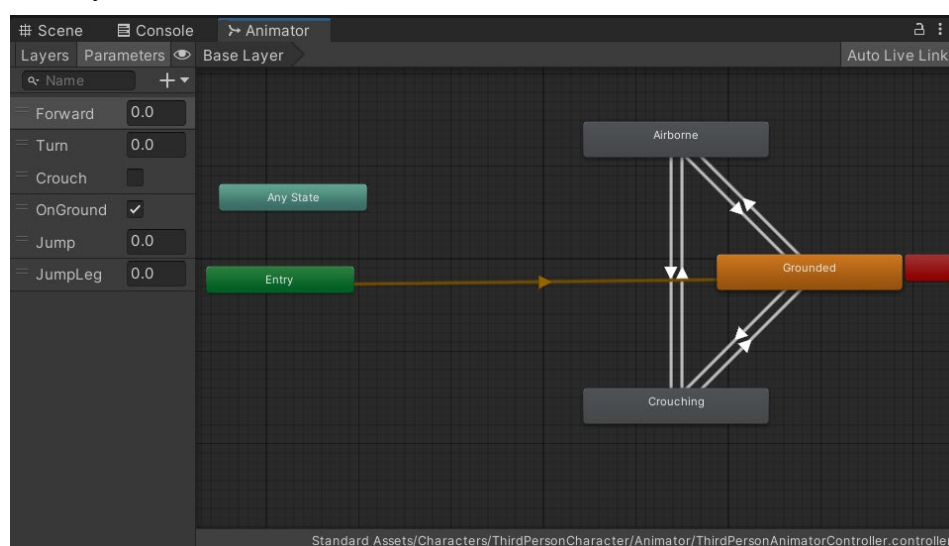 Scene Console Animator
Layers Parameters Base Layer Auto Live Link
Name
Forward 0.0
Turn 0.0
Crouch
OnGround
Jump 0.0
JumpLeg 0.0
Airborne
Any State
Grounded
Entry
Crouching
Standard Assets/Characters/ThirdPersonCharacter/Animator/ThirdPersonAnimatorController.controlle